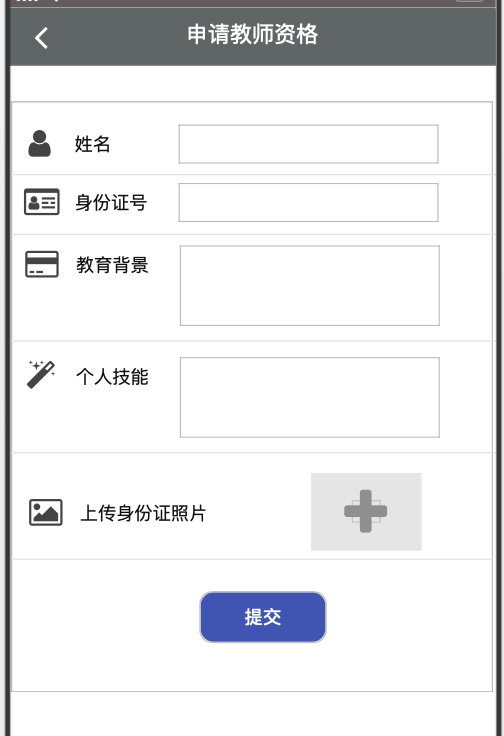 申请教师资格
姓名
身份证号
教育背景
个人技能
上传身份证照片
提交